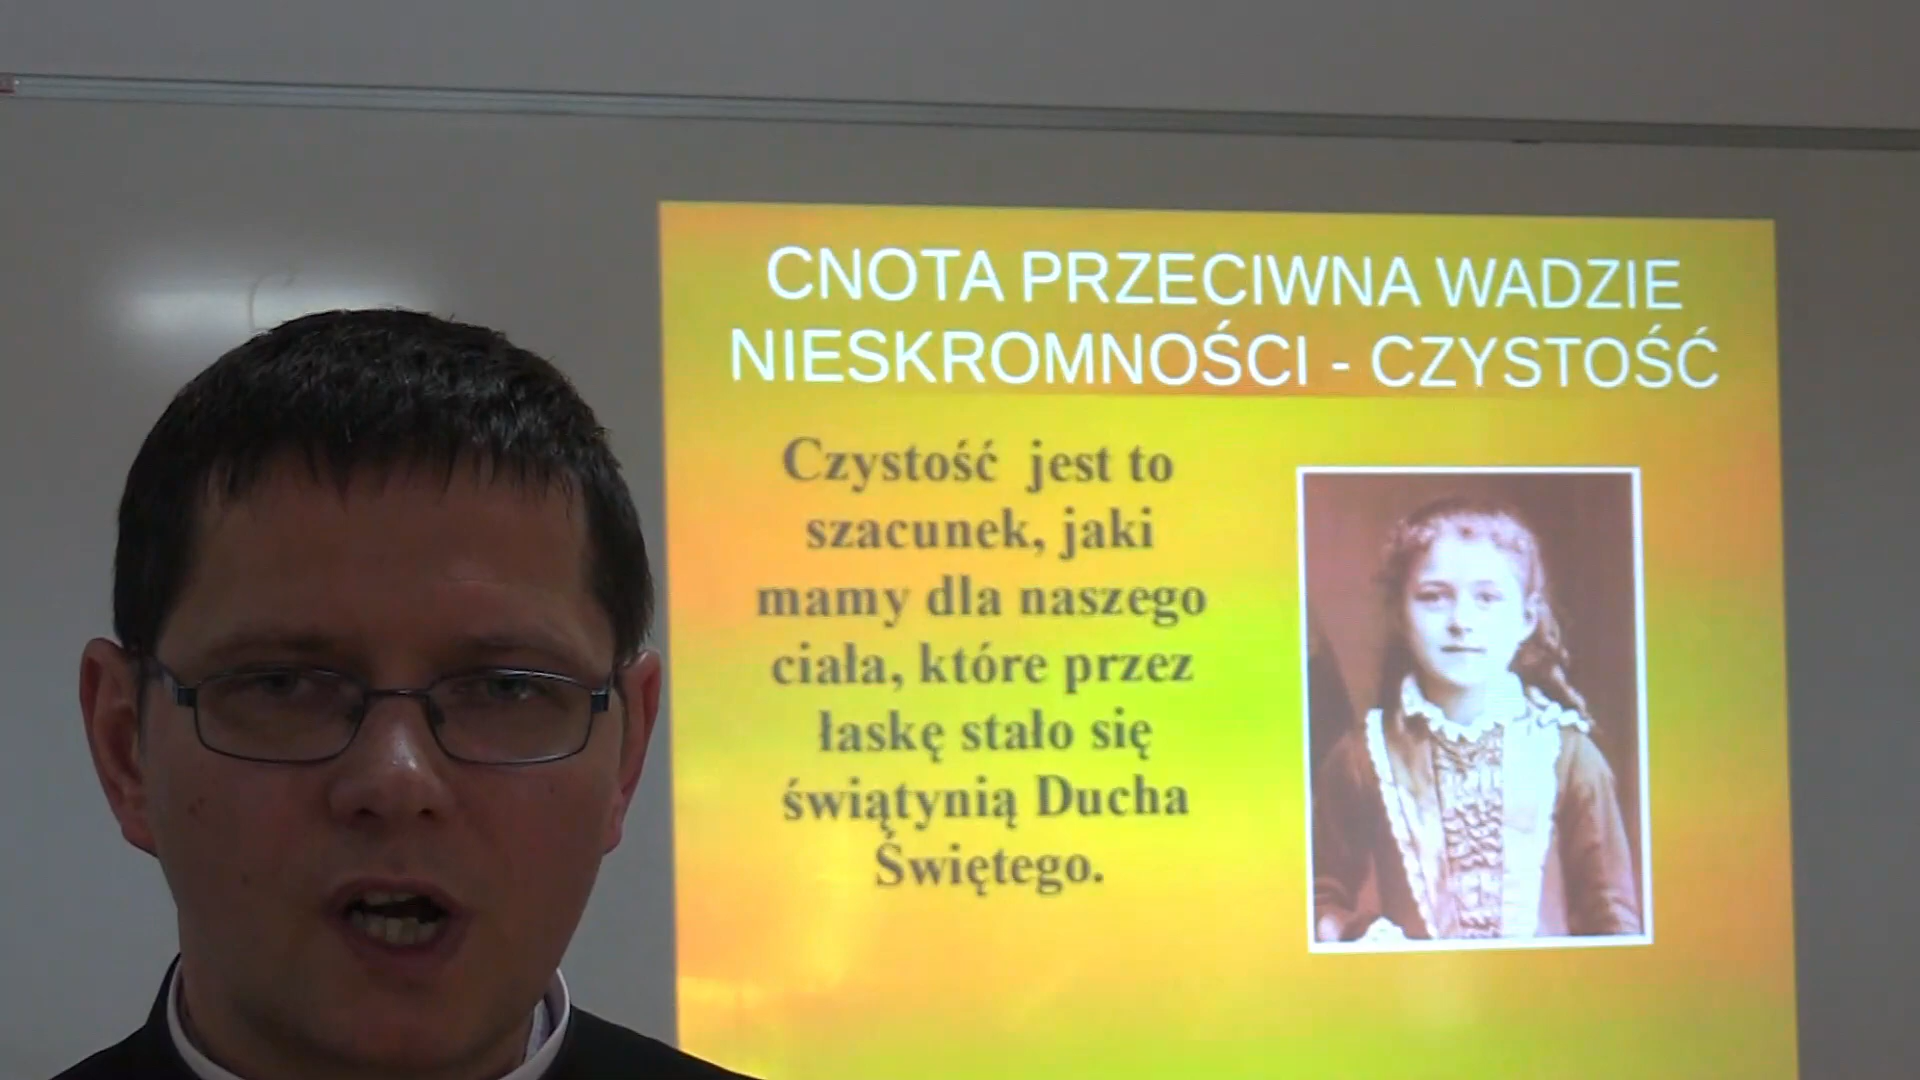 CNOTA PRZECIWNA WADZIE
NIESKROMNOŚCI - CZYSTOŚĆ
Czystość jest to
szacunek, jaki
mamy dla naszego
ciała, które przez
łaskę stało się
świątynią Ducha
Świętego.